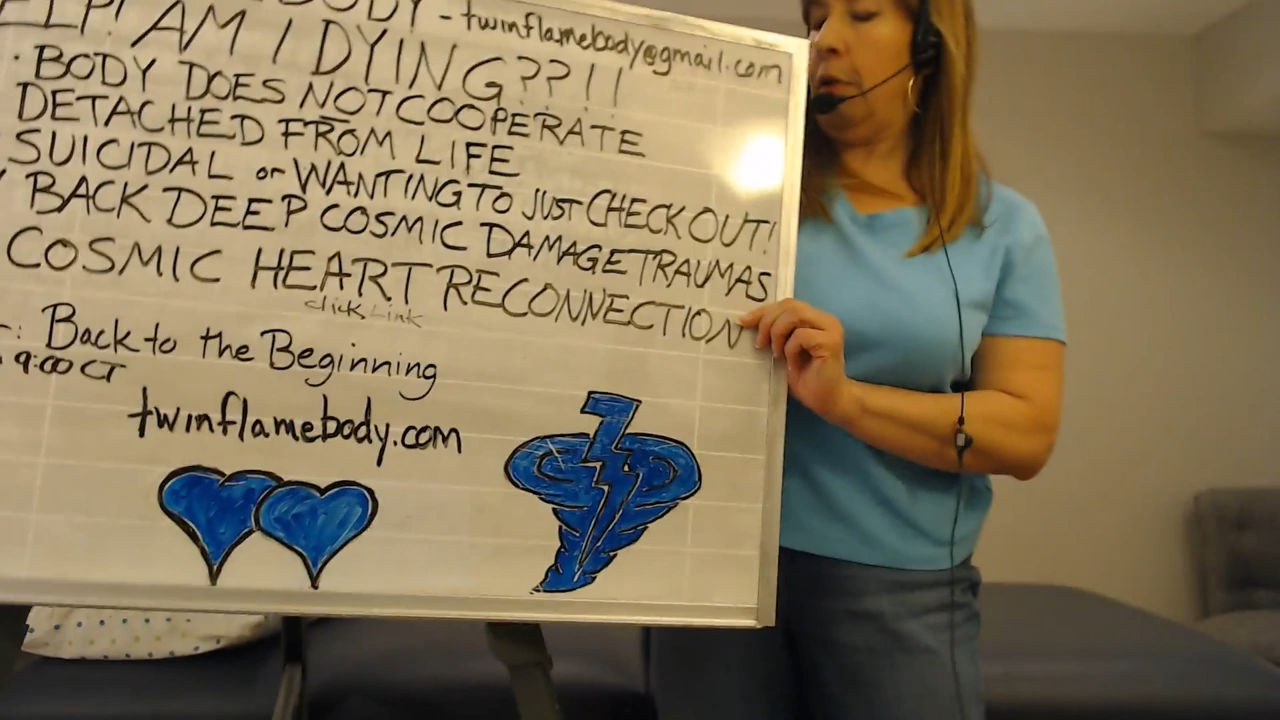 BODY - twinflamebody@gmail.com
ELP! AM I DYING??!!
· BODY DOES NOT COOPERATE
DETACHED FROM LIFE
SUICIDAL or WANTING TO JUST CHECK OUT!
BACK DEEP COSMIC DAMAGE TRAUMAS
COSMIC HEART RECONNECTION
click Link
: Back to the Beginning
9:00 CT
twinflamebody.com